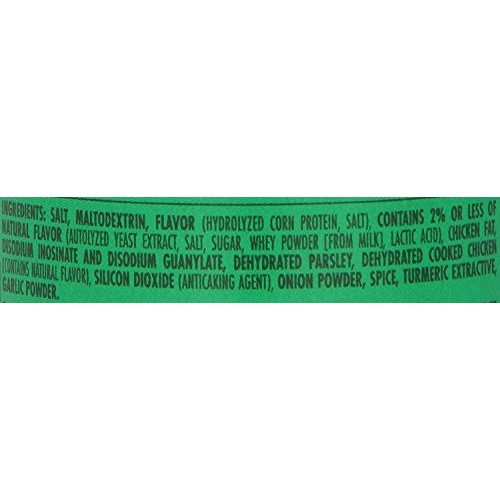 INGREDIENTS: SALT, MALTODEXTRIN, FLAVOR (HYDROLYZED CORN PROTEIN, SALT), CONTAINS 2% OR LESS OF
NATURAL FLAVOR (AUTOLYZED YEAST EXTRACT, SALT, SUGAR, WHEY POWDER [FROM MILK], LACTIC ACID), CHICKEN FAT,
DISODIUM INOSINATE AND DISODIUM GUANYLATE, DEHYDRATED PARSLEY, DEHYDRATED COOKED CHICKEN
(CONTAINS NATURAL FLAVOR), SILICON DIOXIDE (ANTICAKING AGENT), ONION POWDER, SPICE, TURMERIC EXTRACTIVE,
GARLIC POWDER.